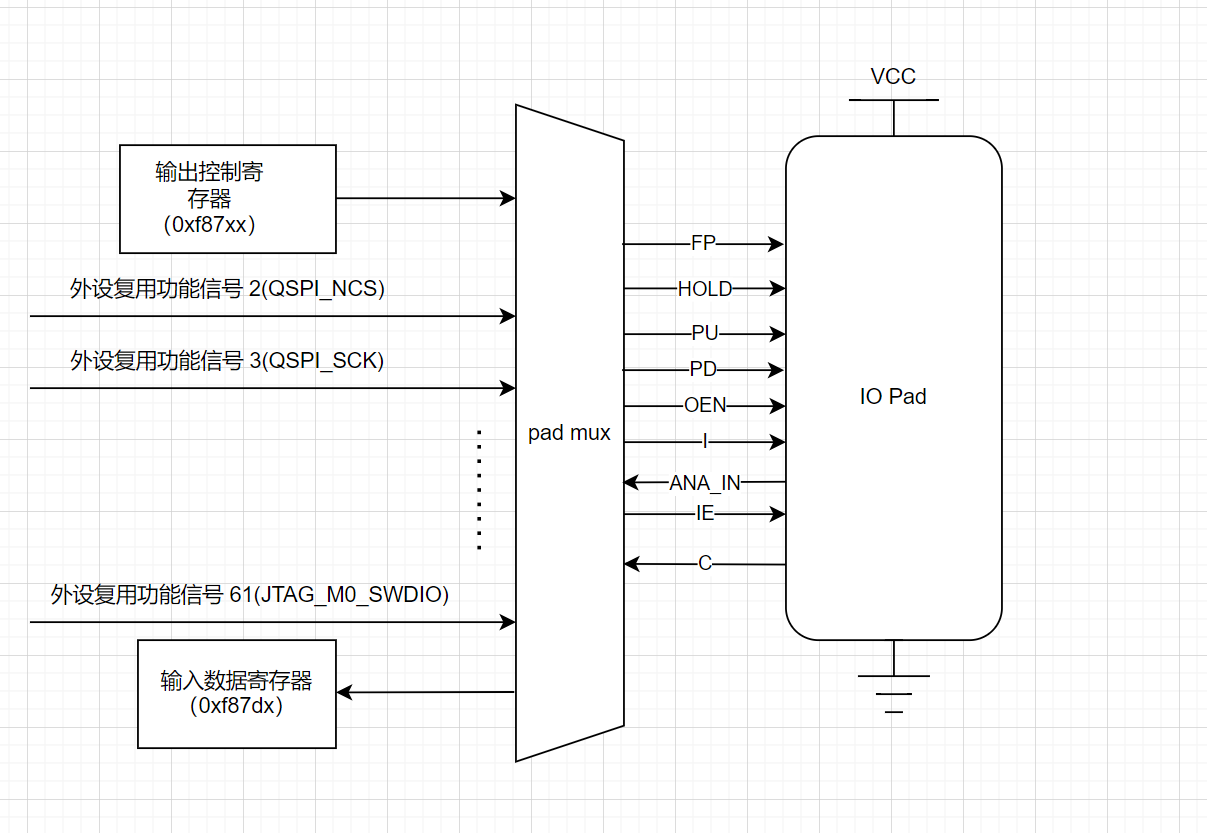 VCC
输出控制寄
存器
（0xf87xx）
外设复用功能信号 2(QSPI_NCS)
外设复用功能信号 3(QSPI_SCK)
外设复用功能信号 61(JTAG_M0_SWDIO)
输入数据寄存器
（0xf87dx）
pad mux
FP
HOLD
PU
PD
OEN
I
ANA_IN
IE
C
IO Pad